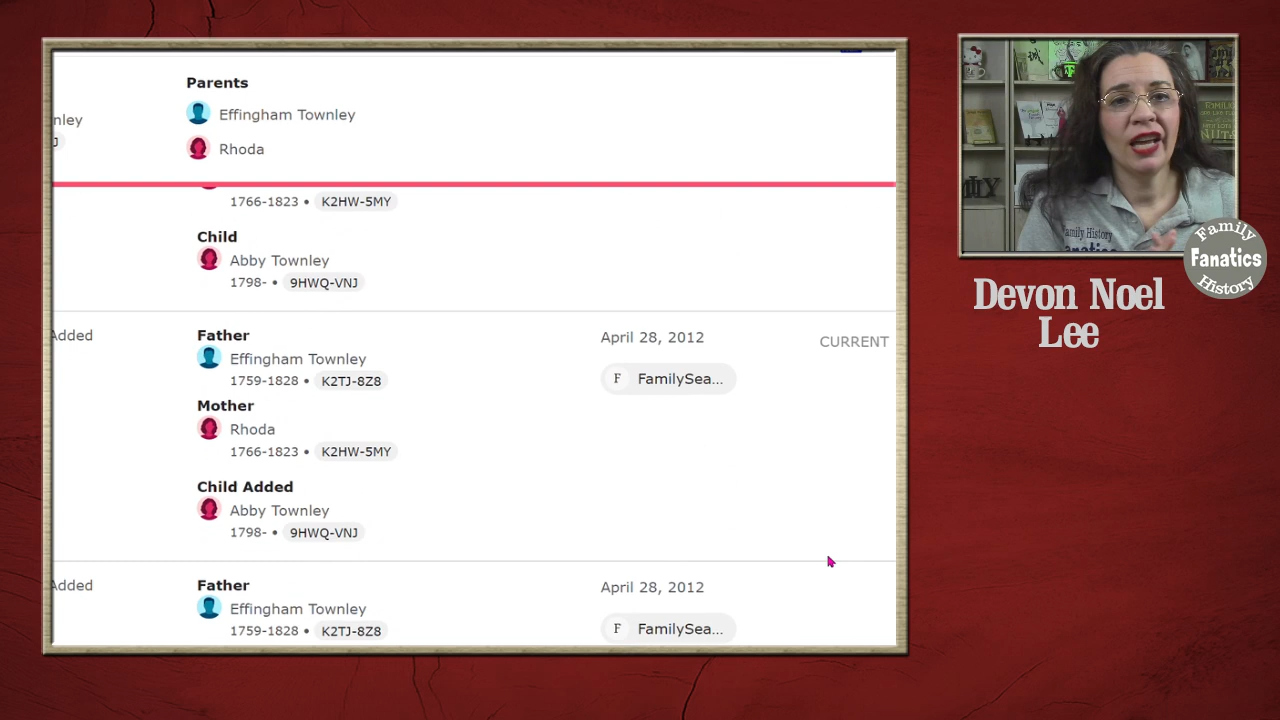 Parents
nley
Effingham Townley
J
Rhoda
1766-1823 • K2HW-5MY
Child
Abby Townley
1798- • 9HWQ-VNJ
Added
Father
April 28, 2012
CURRENT
Effingham Townley
1759-1828 • K2TJ-8Z8
F FamilySea...
Mother
Rhoda
1766-1823 • K2HW-5MY
Child Added
Abby Townley
1798- • 9HWQ-VNJ
Added
Father
April 28, 2012
Effingham Townley
1759-1828 • K2TJ-8Z8
F FamilySea...
Family History
Fanatics
Family
Fanatics
History
Devon Noel
Lee